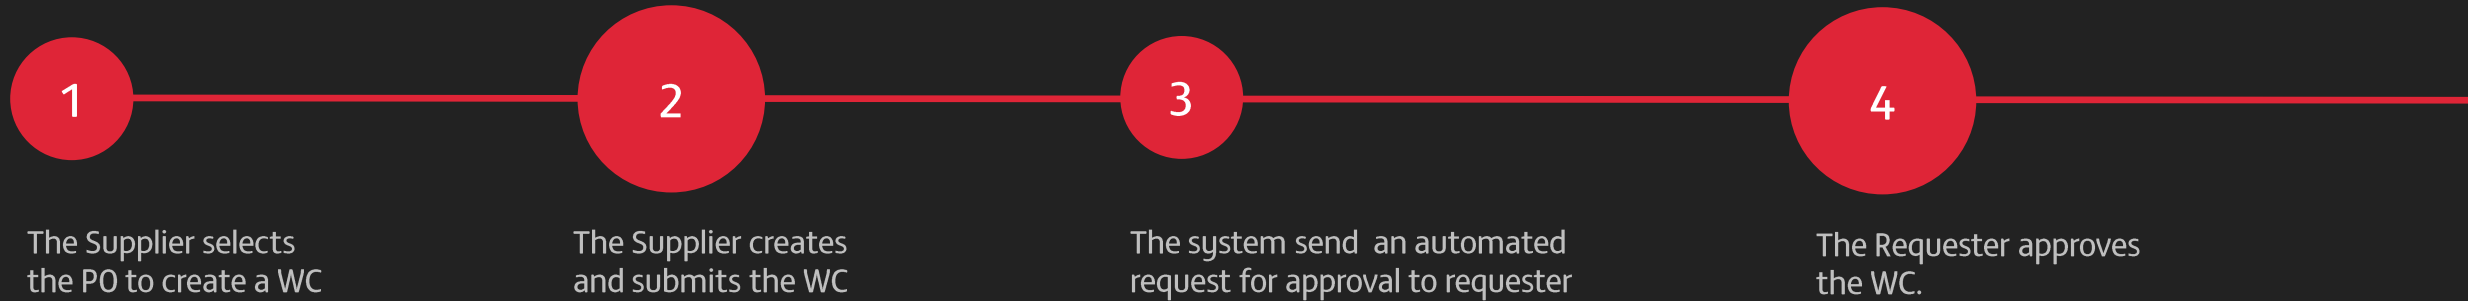 1
2
3
4
The Supplier selects
the PO to create a WC
The Supplier creates
and submits the WC
The system send  an automated
request for approval to requester
The Requester approves
the WC.